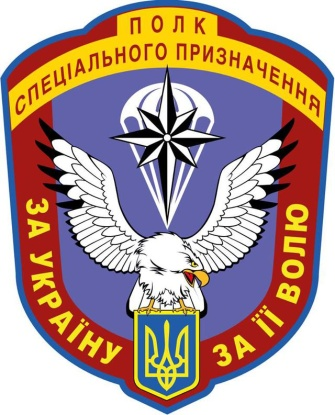 ПОЛК
СПЕЦІАЛЬНОГО ПРИЗНАЧЕННЯ
ЗА УКРАЇНУ
ЗА ЇЇ ВОЛЮ